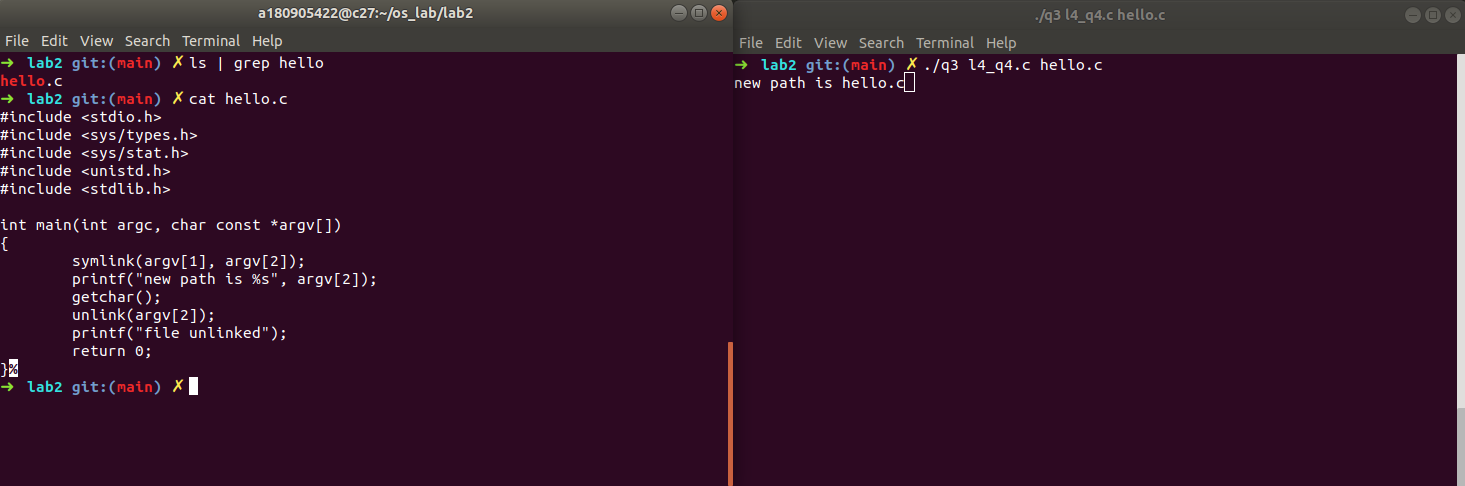 a180905422@c27:~/os_lab/lab2
File Edit View Search Terminal Help
➜ lab2 git:(main) ✗ ls | grep hello
hello.c
➜ lab2 git:(main) ✗ cat hello.c
#include <stdio.h>
#include <sys/types.h>
#include <sys/stat.h>
#include <unistd.h>
#include <stdlib.h>

int main(int argc, char const *argv[])
{
        symlink(argv[1], argv[2]);
        printf("new path is %s", argv[2]);
        getchar();
        unlink(argv[2]);
        printf("file unlinked");
        return 0;
}%
➜ lab2 git:(main) ✗
./q3 l4_q4.c hello.c
File Edit View Search Terminal Help
➜ lab2 git:(main) ✗ ./q3 l4_q4.c hello.c
new path is hello.c